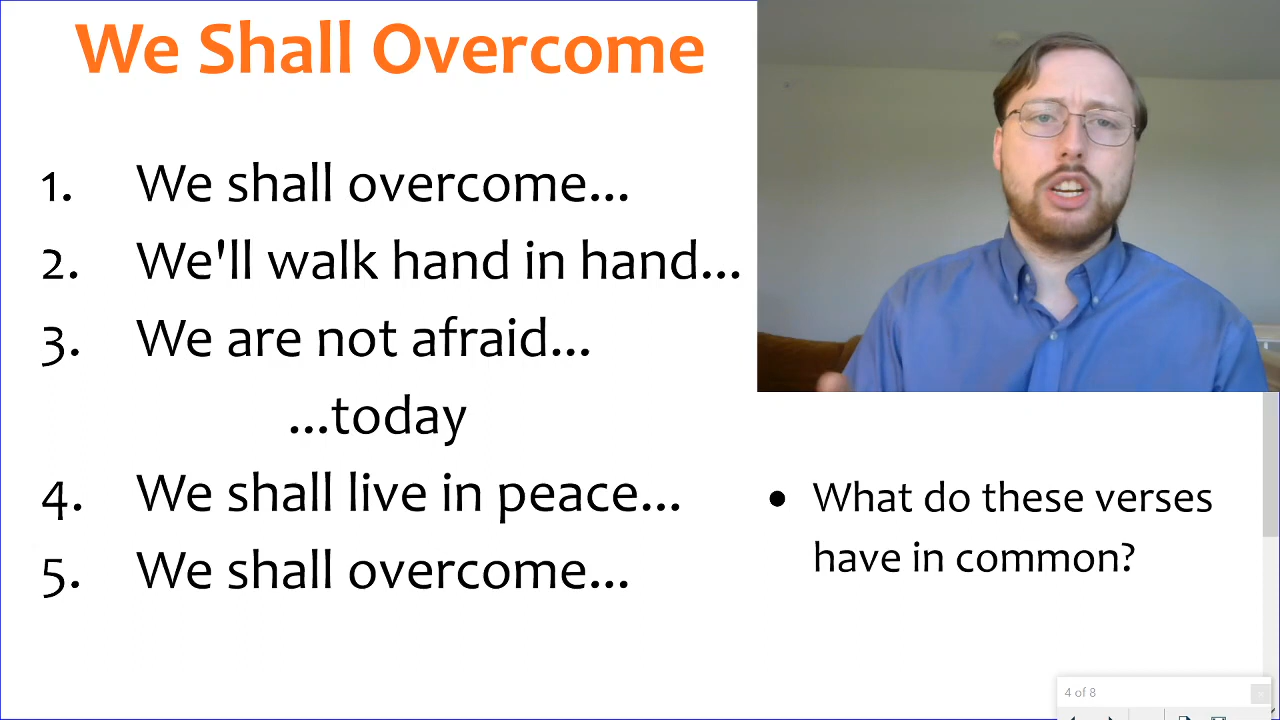 We Shall Overcome
1. We shall overcome...
2. We'll walk hand in hand...
3. We are not afraid...
...today
4. We shall live in peace...
5. We shall overcome...
● What do these verses
have in common?
4 of 8